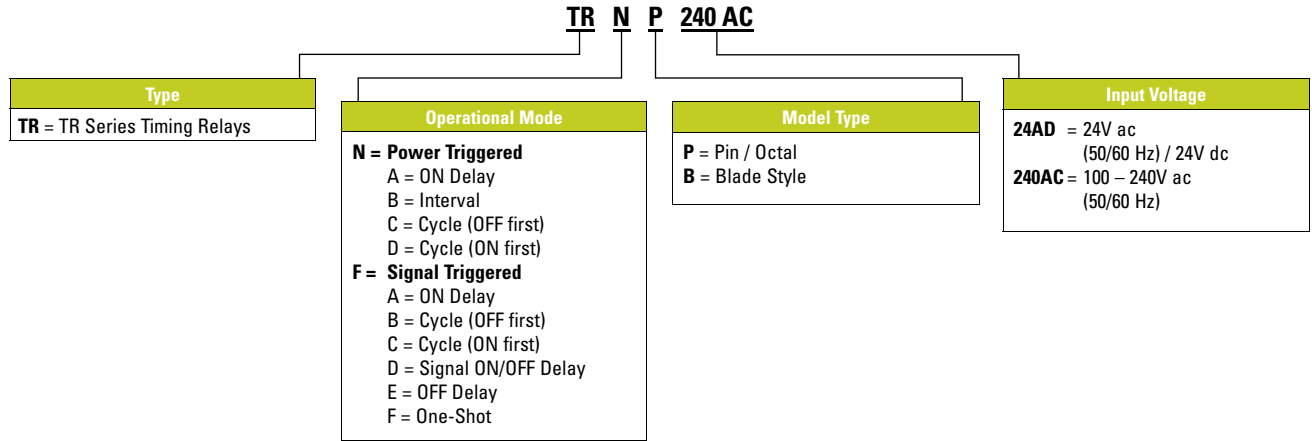 TR N P 240 AC
Type
TR = TR Series Timing Relays
Operational Mode
N = Power Triggered
A = ON Delay
B = Interval
C = Cycle (OFF first)
D = Cycle (ON first)
F = Signal Triggered
A = ON Delay
B = Cycle (OFF first)
C = Cycle (ON first)
D = Signal ON/OFF Delay
E = OFF Delay
F = One-Shot
Model Type
P = Pin / Octal
B = Blade Style
Input Voltage
24AD = 24V ac
(50/60 Hz) / 24V dc
240AC = 100 – 240V ac
(50/60 Hz)